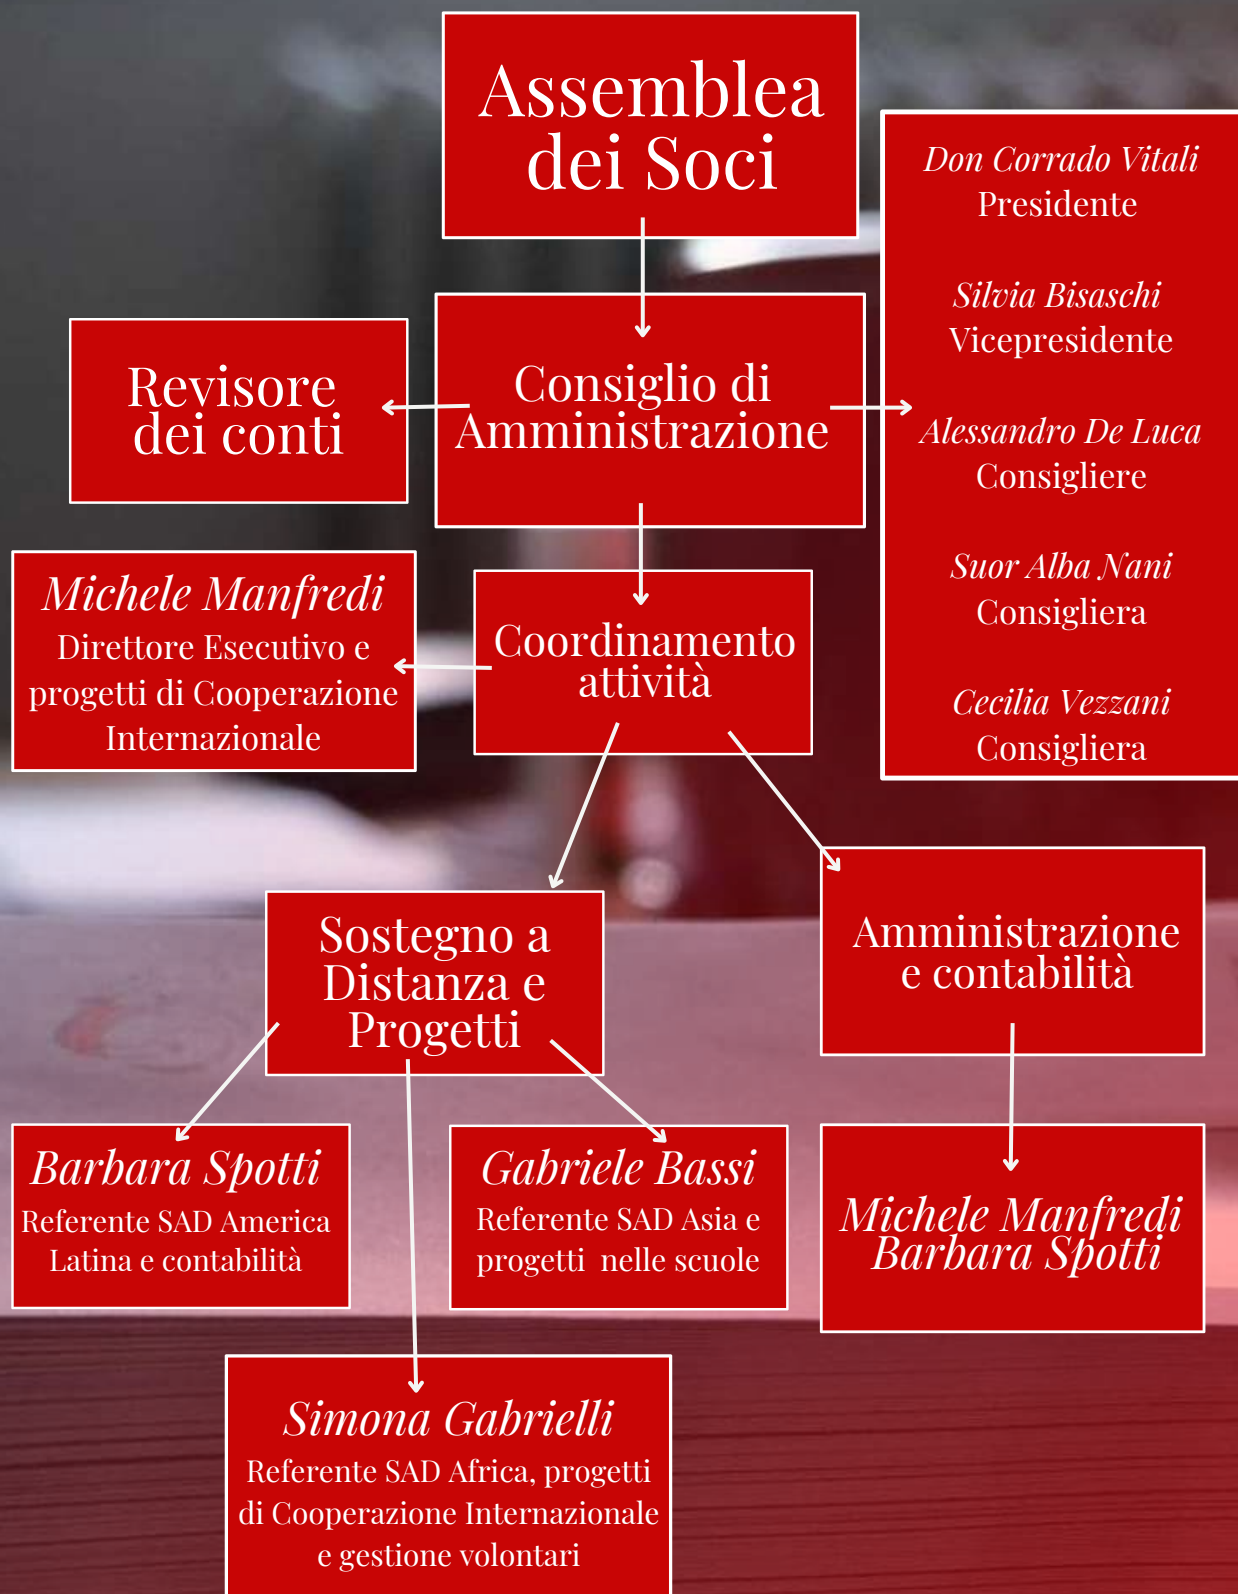 Assemblea
dei Soci
Don Corrado Vitali
Presidente
Silvia Bisaschi
Vicepresidente
Alessandro De Luca
Consigliere
Suor Alba Nani
Consigliera
Cecilia Vezzani
Consigliera
Revisore
dei conti
Consiglio di
Amministrazione
Michele Manfredi
Direttore Esecutivo e
progetti di Cooperazione
Internazionale
Coordinamento
attività
Sostegno a
Distanza e
Progetti
Amministrazione
e contabilità
Barbara Spotti
Referente SAD America
Latina e contabilità
Gabriele Bassi
Referente SAD Asia e
progetti nelle scuole
Michele Manfredi
Barbara Spotti
Simona Gabrielli
Referente SAD Africa, progetti
di Cooperazione Internazionale
e gestione volontari